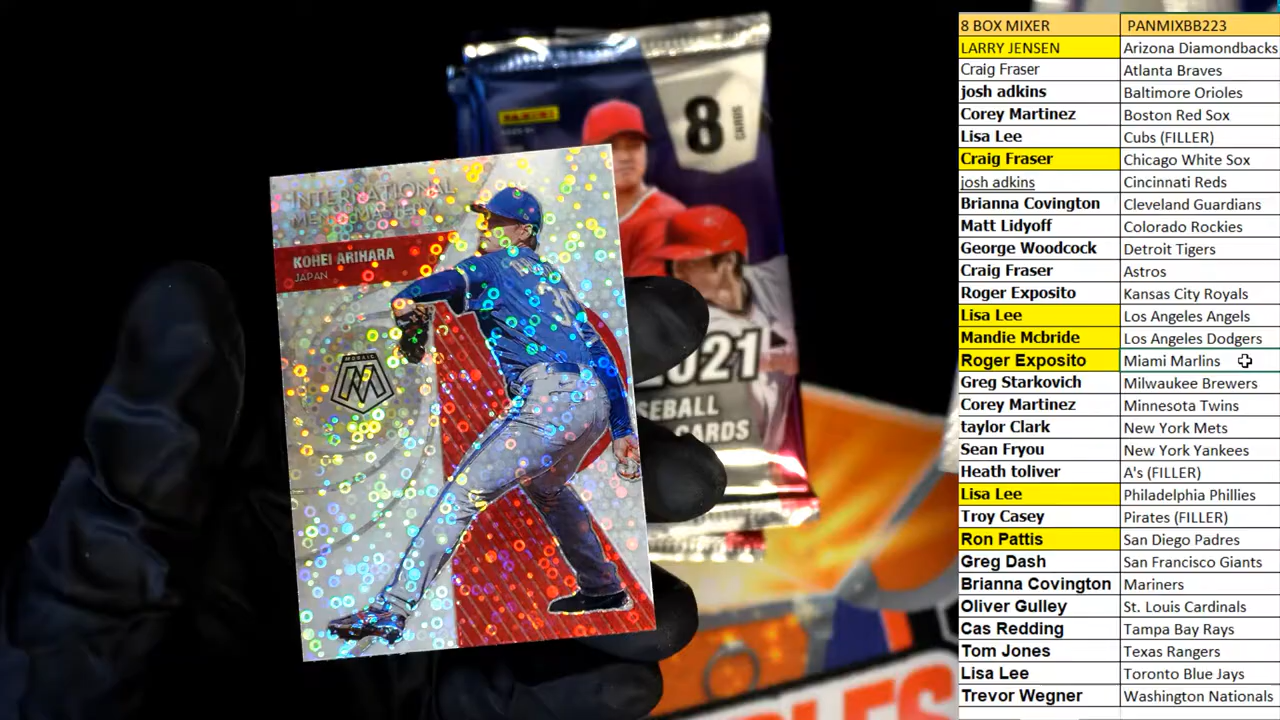 INTERNATIONAL
KOHEI ARIHARA
JAPAN
MOSAIC
M
PANINI
8
CARDS
2021
CARDS
8 BOX MIXER PANMIXBB223
LARRY JENSEN Arizona Diamondbacks
Craig Fraser Atlanta Braves
josh adkins Baltimore Orioles
Corey Martinez Boston Red Sox
Lisa Lee Cubs (FILLER)
Craig Fraser Chicago White Sox
josh adkins Cincinnati Reds
Brianna Covington Cleveland Guardians
Matt Lidyoff Colorado Rockies
George Woodcock Detroit Tigers
Craig Fraser Astros
Roger Exposito Kansas City Royals
Lisa Lee Los Angeles Angels
Mandie Mcbride Los Angeles Dodgers
Roger Exposito Miami Marlins
Greg Starkovich Milwaukee Brewers
Corey Martinez Minnesota Twins
taylor Clark New York Mets
Sean Fryou New York Yankees
Heath toliver A's (FILLER)
Lisa Lee Philadelphia Phillies
Troy Casey Pirates (FILLER)
Ron Pattis San Diego Padres
Greg Dash San Francisco Giants
Brianna Covington Mariners
Oliver Gulley St. Louis Cardinals
Cas Redding Tampa Bay Rays
Tom Jones Texas Rangers
Lisa Lee Toronto Blue Jays
Trevor Wegner Washington Nationals